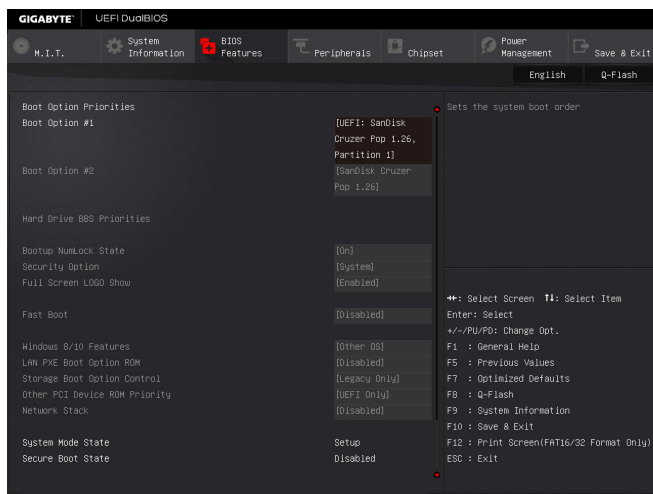 GIGABYTE™ UEFI DualBIOS
M.I.T. System Information BIOS Features Peripherals Chipset Power Management Save & Exit
English Q-Flash
Boot Option Priorities
Boot Option #1 [UEFI: SanDisk Cruzer Pop 1.26, Partition 1]
Boot Option #2 [SanDisk Cruzer Pop 1.26]
Hard Drive BBS Priorities
Bootup NumLock State [On]
Security Option [System]
Full Screen LOGO Show [Enabled]
Fast Boot [Disabled]
Windows 8/10 Features [Other OS]
LAN PXE Boot Option ROM [Disabled]
Storage Boot Option Control [Legacy Only]
Other PCI Device ROM Priority [UEFI Only]
Network Stack [Disabled]
System Mode State Setup
Secure Boot State Disabled
Sets the system boot order
→←: Select Screen ↑↓: Select Item
Enter: Select
+/-/PU/PD: Change Opt.
F1 : General Help
F5 : Previous Values
F7 : Optimized Defaults
F8 : Q-Flash
F9 : System Information
F10 : Save & Exit
F12 : Print Screen(FAT16/32 Format Only)
ESC : Exit